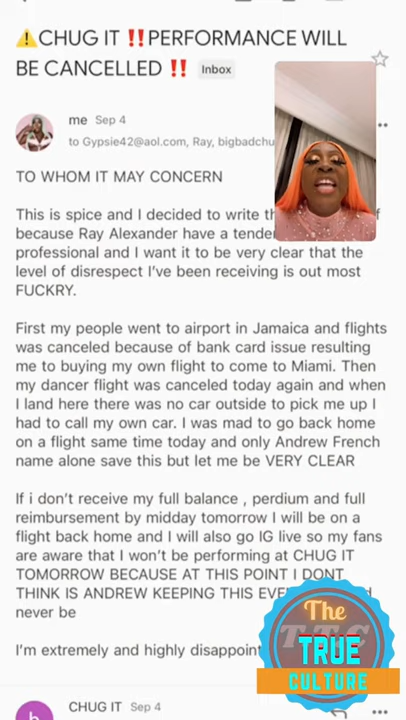 ⚠️CHUG IT ‼️PERFORMANCE WILL
BE CANCELLED ‼️ Inbox
me Sep 4
to Gypsie42@aol.com, Ray, bigbadchu
TO WHOM IT MAY CONCERN
This is spice and I decided to write
because Ray Alexander have a
professional and I want it to be very clear that the
level of disrespect I've been receiving is out most
FUCKRY.
First my people went to airport in Jamaica and flights
was canceled because of bank card issue resulting
me to buying my own flight to come to Miami. Then
my dancer flight was canceled today again and when
I land here there was no car outside to pick me up I
had to call my own car. I was mad to go back home
on a flight same time today and only Andrew French
name alone save this but let me be VERY CLEAR
If i don't receive my full balance , perdium and full
reimbursement by midday tomorrow I will be on a
flight back home and I will also go IG live so my fans
are aware that I won't be performing at CHUG IT
TOMORROW BECAUSE AT THIS POINT I DONT
THINK IS ANDREW KEEPING THIS
never be
I'm extremely and highly
The
T.T.C
TRUE
CULTURE
CHUG IT Sep 4